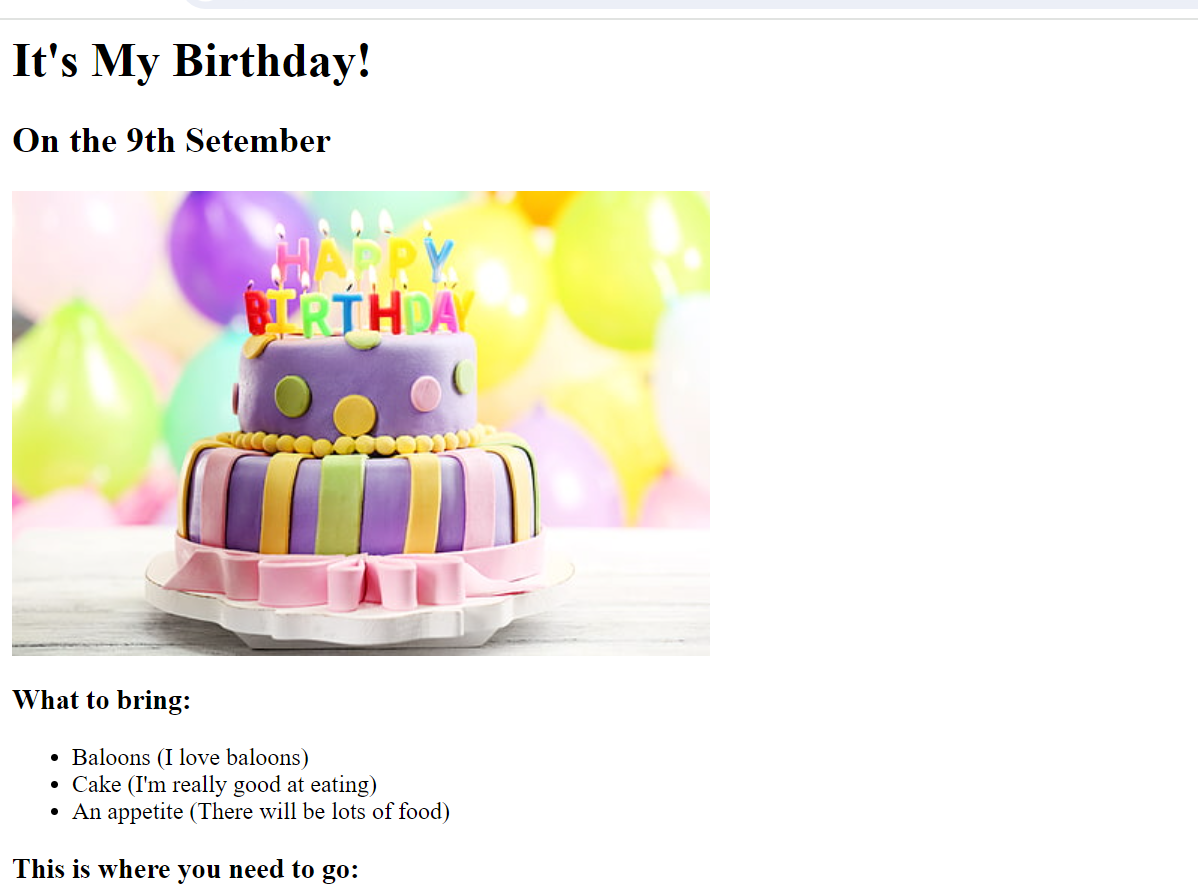 It's My Birthday!
On the 9th Setember
HAPPY
BIRTHDAY
What to bring:
Baloons (I love baloons)
Cake (I'm really good at eating)
An appetite (There will be lots of food)
This is where you need to go: